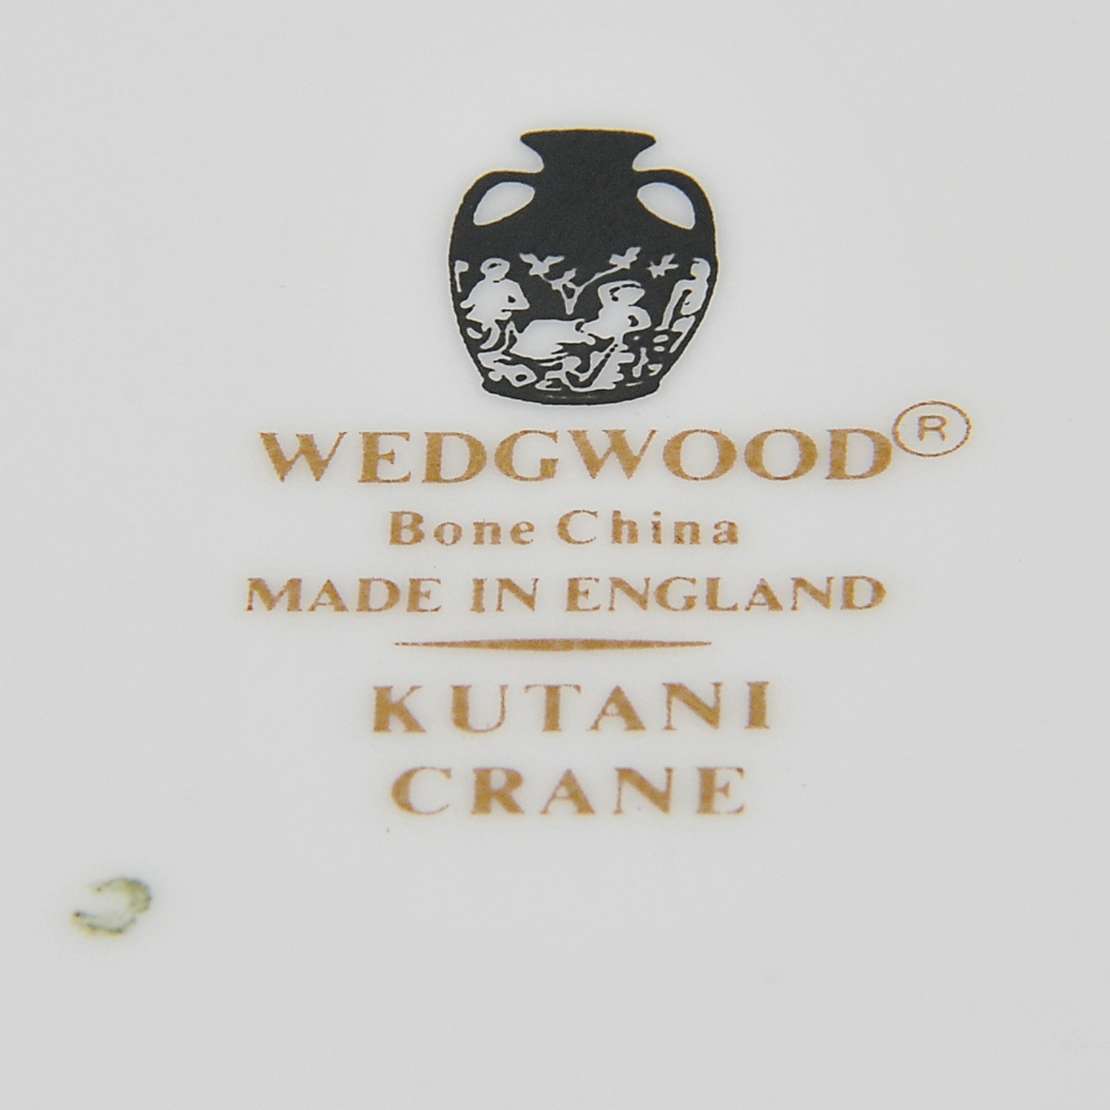 WEDGWOOD®
Bone China
MADE IN ENGLAND
KUTANI
CRANE